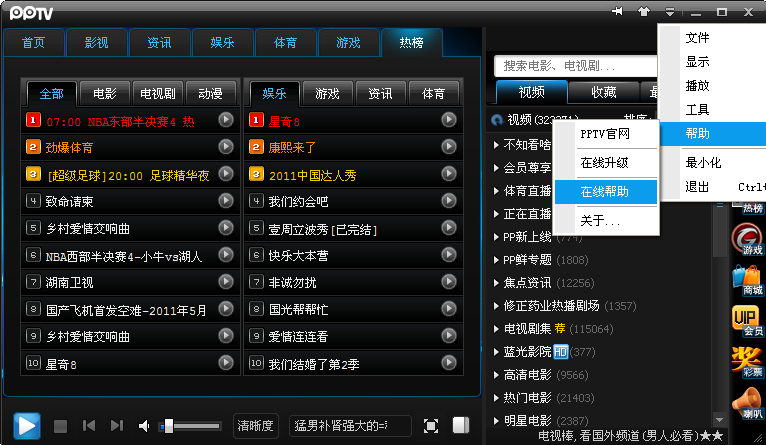 PPTV
首页 影视 资讯 娱乐 体育 游戏 热榜
全部 电影 电视剧 动漫
1 07:00 NBA东部半决赛4 热
2 劲爆体育
3 [超级足球]20:00 足球精华夜
4 致命请柬
5 乡村爱情交响曲
6 NBA西部半决赛4-小牛vs湖人
7 湖南卫视
8 国产飞机首发空难-2011年5月
9 乡村爱情交响曲
10 星奇8
娱乐 游戏 资讯 体育
1 星奇8
2 康熙来了
3 2011中国达人秀
4 我们约会吧
5 壹周立波秀[已完结]
6 快乐大本营
7 非诚勿扰
8 国光帮帮忙
9 爱情连连看
10 我们结婚了第2季
清晰度
猛男补肾强大的=
搜索电影、电视剧...
视频 收藏
视频
不知看啥
会员尊享
体育直播
正在直播
PP新上线 (774)
PP鲜专题 (1808)
焦点资讯 (12256)
修正药业热播剧场 (1357)
电视剧集 荐 (115064)
蓝光影院 HD (377)
高清电影 (9566)
热门电影 (21403)
明星电影 (2387)
电视棒,看国外频道(男人必看)★★
文件
显示
播放
工具
帮助
最小化
退出 Ctrl+
PPTV官网
在线升级
在线帮助
关于...
热榜
游戏
商城
VIP
会员
奖
彩票
喇叭